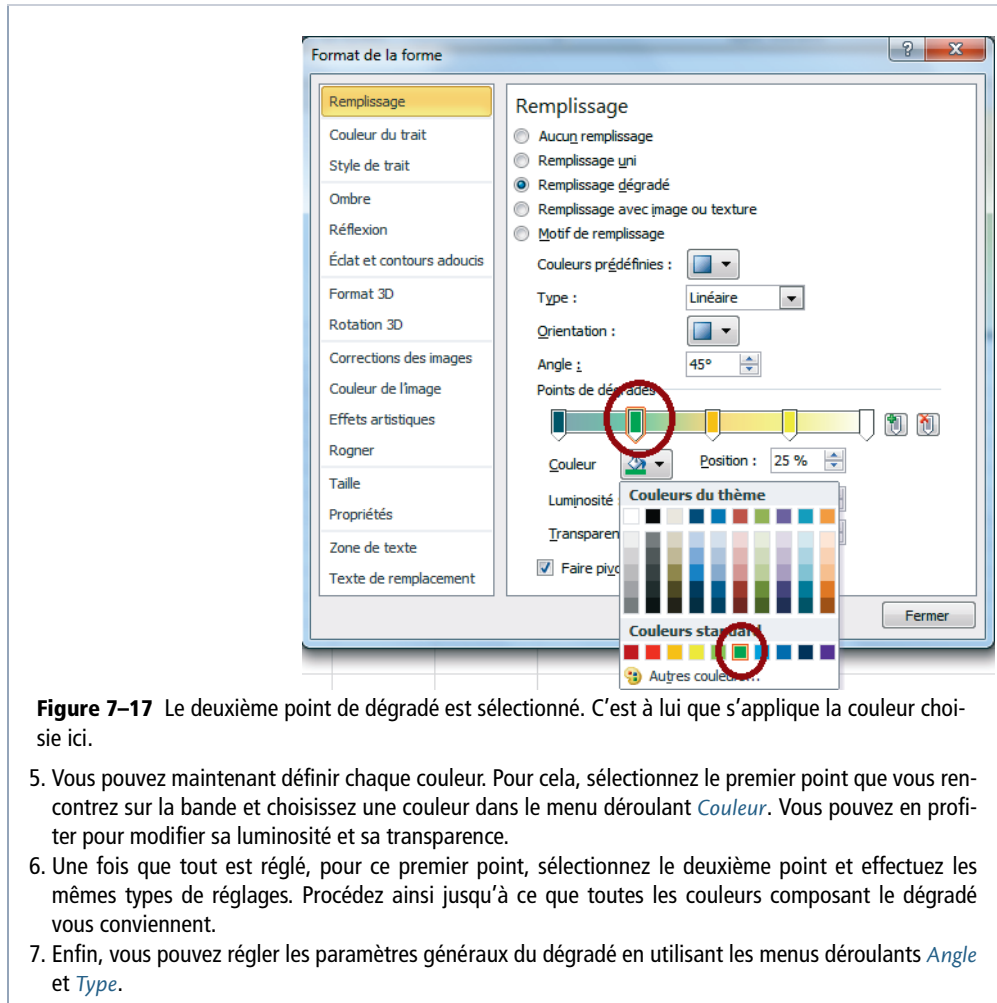 Format de la forme
Remplissage
Couleur du trait
Style de trait
Ombre
Réflexion
Éclat et contours adoucis
Format 3D
Rotation 3D
Corrections des images
Couleur de l'image
Effets artistiques
Rogner
Taille
Propriétés
Zone de texte
Texte de remplacement
Remplissage
Aucun remplissage
Remplissage uni
Remplissage dégradé
Remplissage avec image ou texture
Motif de remplissage
Couleurs prédéfinies :
Type :
Linéaire
Orientation :
Angle :
45°
Points de dégradés
Couleur
Position :
25 %
Luminosité
Couleurs du thème
Transparen
Faire pivo
Couleurs standard
Autres couleurs...
Fermer
Figure 7–17 Le deuxième point de dégradé est sélectionné. C'est à lui que s'applique la couleur choi-
sie ici.
5. Vous pouvez maintenant définir chaque couleur. Pour cela, sélectionnez le premier point que vous ren-
contrez sur la bande et choisissez une couleur dans le menu déroulant Couleur. Vous pouvez en profi-
ter pour modifier sa luminosité et sa transparence.
6. Une fois que tout est réglé, pour ce premier point, sélectionnez le deuxième point et effectuez les
mêmes types de réglages. Procédez ainsi jusqu'à ce que toutes les couleurs composant le dégradé
vous conviennent.
7. Enfin, vous pouvez régler les paramètres généraux du dégradé en utilisant les menus déroulants Angle
et Type.